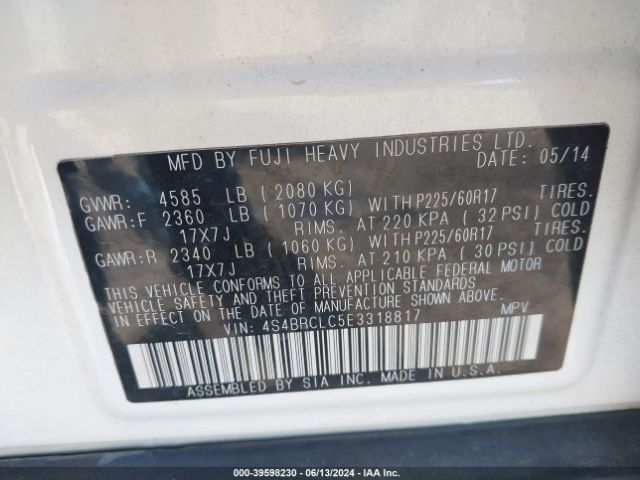 MFD BY FUJI HEAVY INDUSTRIES LTD.
DATE: 05/14
GVWR: 4585 LB ( 2080 KG)
GAWR:F 2360 LB ( 1070 KG) WITH P225/60R17 TIRES.
17X7J RIMS. AT 220 KPA ( 32 PSI) COLD
GAWR:R 2340 LB ( 1060 KG) WITH P225/60R17 TIRES.
17X7J RIMS. AT 210 KPA ( 30 PSI) COLD
THIS VEHICLE CONFORMS TO ALL APPLICABLE FEDERAL MOTOR
VEHICLE SAFETY AND THEFT PREVENTION STANDARDS
IN EFFECT ON THE DATE OF MANUFACTURE SHOWN ABOVE.
VIN: 4S4BRCLC5E3318817 MPV
ASSEMBLED BY SIA INC. MADE IN U.S.A.
000-39598230 - 06/13/2024 - IAA Inc.